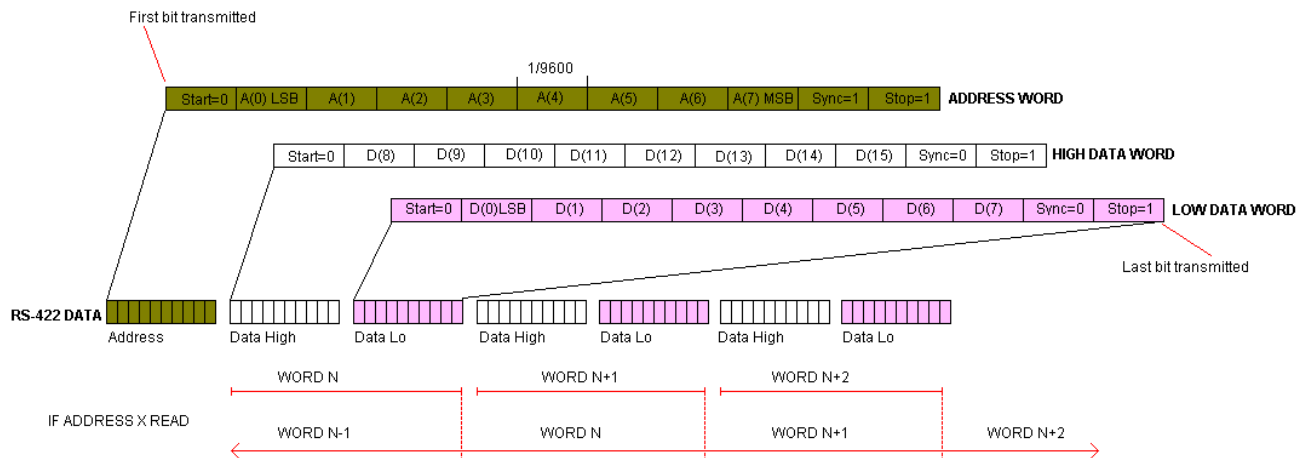 First bit transmitted
1/9600
Start=0 A(0) LSB A(1) A(2) A(3) A(4) A(5) A(6) A(7) MSB Sync=1 Stop=1 ADDRESS WORD
Start=0 D(8) D(9) D(10) D(11) D(12) D(13) D(14) D(15) Sync=0 Stop=1 HIGH DATA WORD
Start=0 D(0)LSB D(1) D(2) D(3) D(4) D(5) D(6) D(7) Sync=0 Stop=1 LOW DATA WORD
Last bit transmitted
RS-422 DATA
Address Data High Data Lo Data High Data Lo Data High Data Lo
WORD N WORD N+1 WORD N+2
IF ADDRESS X READ
WORD N-1 WORD N WORD N+1 WORD N+2